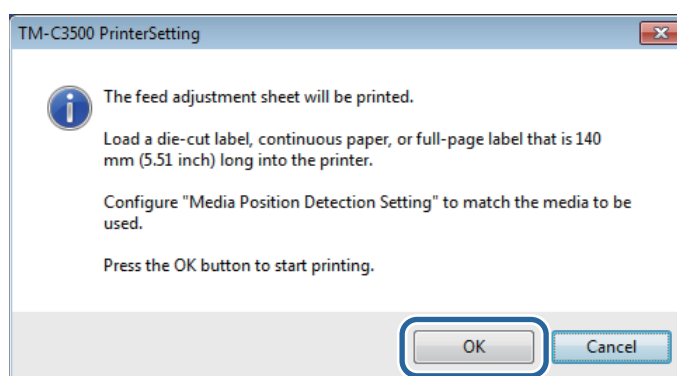 TM-C3500 PrinterSetting
The feed adjustment sheet will be printed.
Load a die-cut label, continuous paper, or full-page label that is 140
mm (5.51 inch) long into the printer.
Configure "Media Position Detection Setting" to match the media to be
used.
Press the OK button to start printing.
OK
Cancel